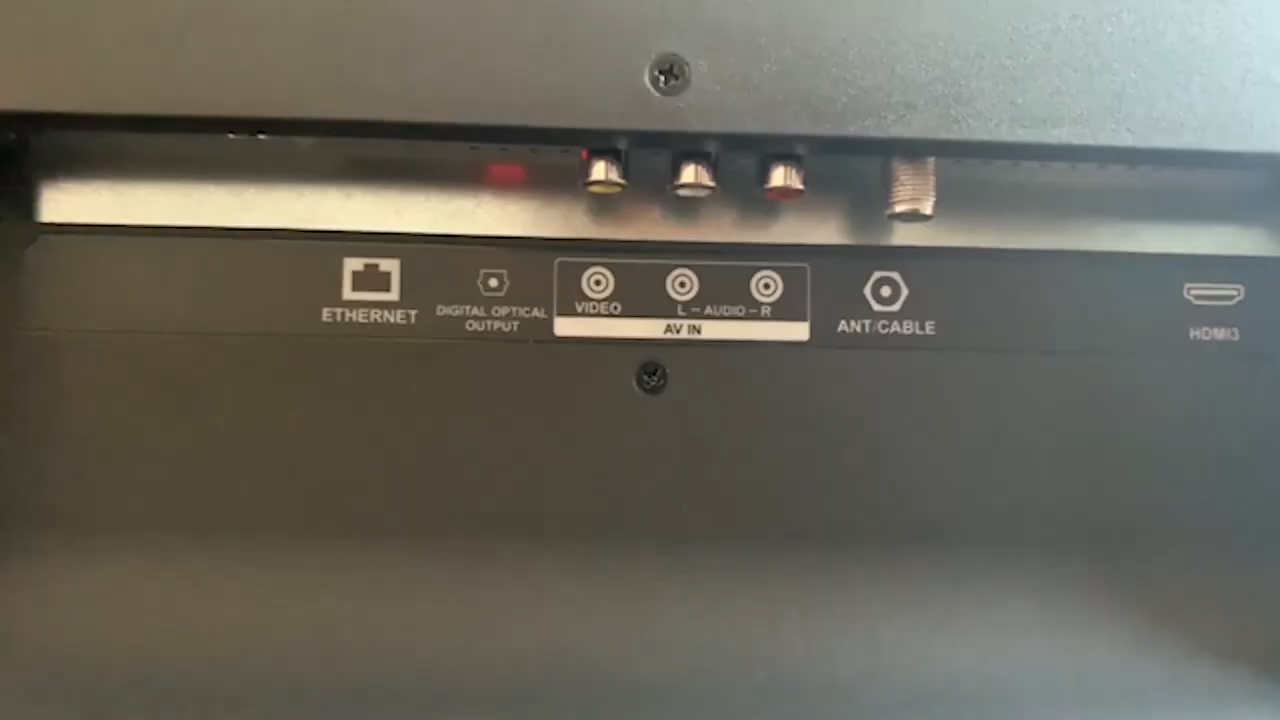 ETHERNET
DIGITAL OPTICAL
OUTPUT
VIDEO
L - AUDIO - R
AV IN
ANT/CABLE
HDMI3